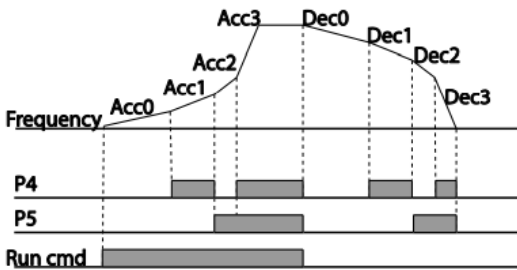 Acc3 Dec0
Dec1
Acc2 Dec2
Acc1
Dec3
Acc0
Frequency
P4
P5
Run cmd